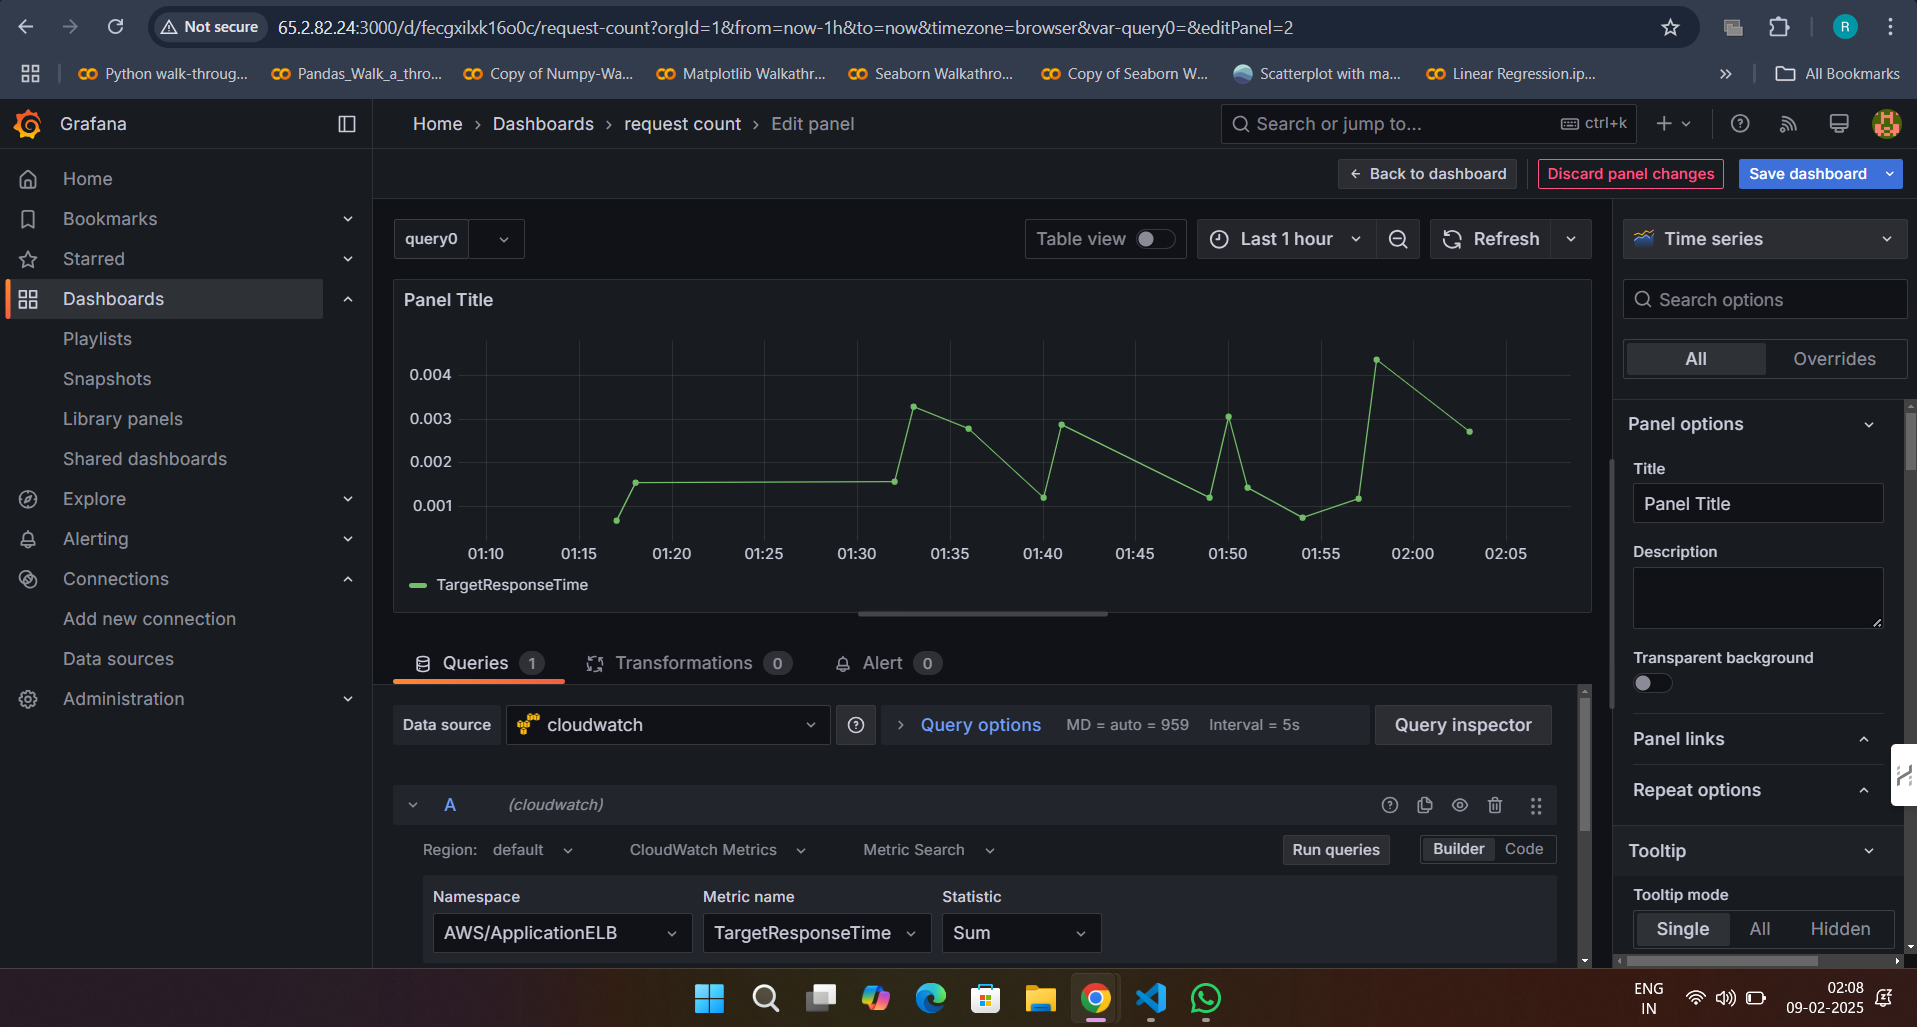 Not secure
65.2.82.24:3000/d/fecgxilxk16o0c/request-count?orgId=1&from=now-1h&to=now&timezone=browser&var-query0=&editPanel=2
R
Python walk-throug...
Pandas_Walk_a_thro...
Copy of Numpy-Wa...
Matplotlib Walkathr...
Seaborn Walkathro...
Copy of Seaborn W...
Scatterplot with ma...
Linear Regression.ip...
»
All Bookmarks
Grafana
Home › Dashboards › request count › Edit panel
Search or jump to...
ctrl+k
Back to dashboard
Discard panel changes
Save dashboard
Home
Bookmarks
Starred
Dashboards
Playlists
Snapshots
Library panels
Shared dashboards
Explore
Alerting
Connections
Add new connection
Data sources
Administration
query0
Table view
Last 1 hour
Refresh
Panel Title
0.004
0.003
0.002
0.001
01:10 01:15 01:20 01:25 01:30 01:35 01:40 01:45 01:50 01:55 02:00 02:05
TargetResponseTime
Queries 1
Transformations 0
Alert 0
Data source
cloudwatch
Query options
MD = auto = 959
Interval = 5s
Query inspector
A
(cloudwatch)
Region: default
CloudWatch Metrics
Metric Search
Run queries
Builder
Code
Namespace
Metric name
Statistic
AWS/ApplicationELB
TargetResponseTime
Sum
Time series
Search options
All
Overrides
Panel options
Title
Panel Title
Description
Transparent background
Panel links
Repeat options
Tooltip
Tooltip mode
Single
All
Hidden
ENG
IN
02:08
09-02-2025